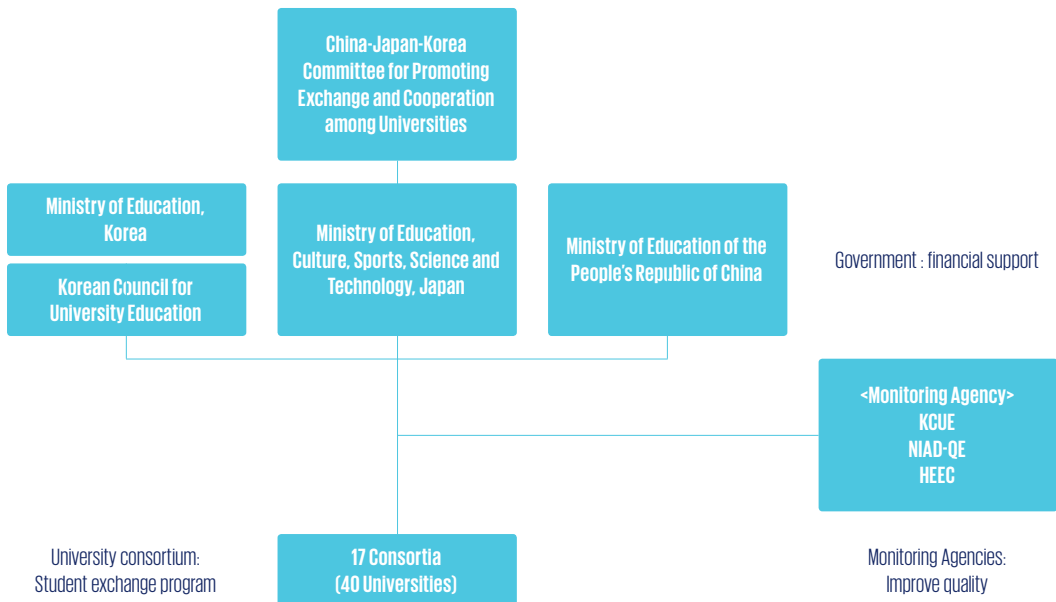 China-Japan-Korea
Committee for Promoting
Exchange and Cooperation
among Universities
Ministry of Education,
Korea
Korean Council for
University Education
Ministry of Education,
Culture, Sports, Science and
Technology, Japan
Ministry of Education of the
People's Republic of China
Government : financial support
<Monitoring Agency>
KCUE
NIAD-QE
HEEC
University consortium:
Student exchange program
17 Consortia
(40 Universities)
Monitoring Agencies:
Improve quality